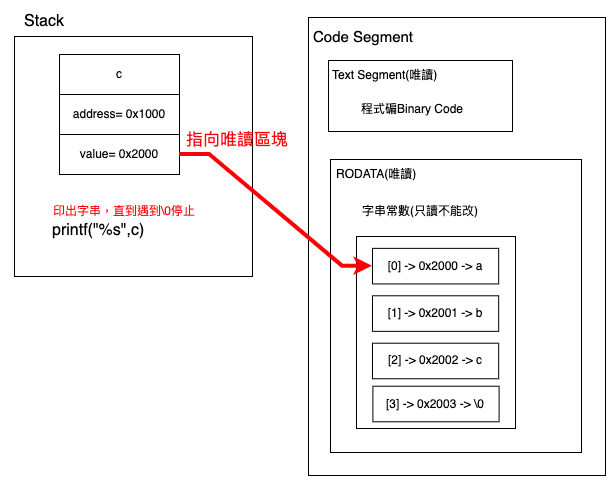 Stack
c
address= 0x1000
value= 0x2000
指向唯讀區塊
印出字串，直到遇到\0停止
printf("%s",c)
Code Segment
Text Segment(唯讀)
程式碥Binary Code
RODATA(唯讀)
字串常數(只讀不能改)
[0] -> 0x2000 -> a
[1] -> 0x2001 -> b
[2] -> 0x2002 -> c
[3] -> 0x2003 -> \0